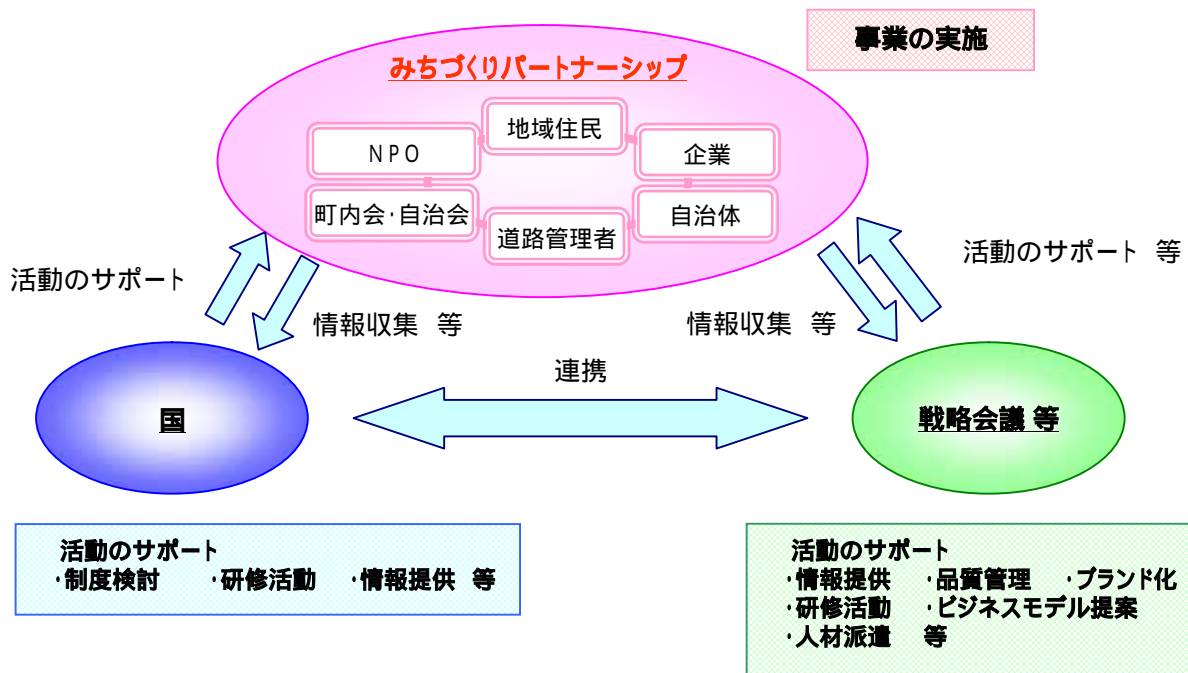 事業の実施
みちづくりパートナーシップ
地域住民
NPO
企業
町内会・自治会
自治体
道路管理者
活動のサポート
活動のサポート 等
情報収集 等
情報収集 等
連携
国
戦略会議 等
活動のサポート
・制度検討 ・研修活動 ・情報提供 等
活動のサポート
・情報提供 ・品質管理 ・ブランド化
・研修活動 ・ビジネスモデル提案
・人材派遣 等